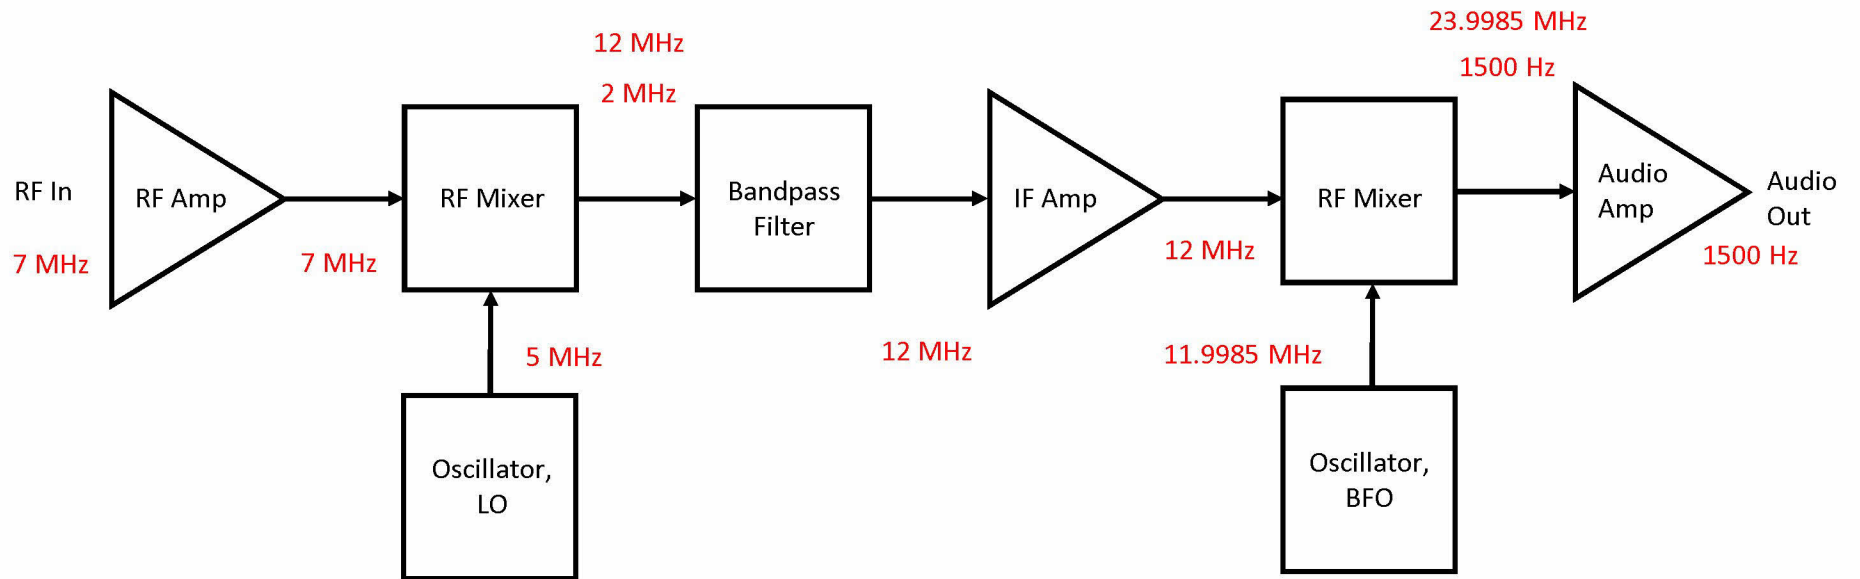 RF In
7 MHz
RF Amp
7 MHz
RF Mixer
12 MHz
2 MHz
5 MHz
Oscillator,
LO
Bandpass
Filter
12 MHz
IF Amp
12 MHz
RF Mixer
11.9985 MHz
Oscillator,
BFO
23.9985 MHz
1500 Hz
Audio
Amp
Audio
Out
1500 Hz